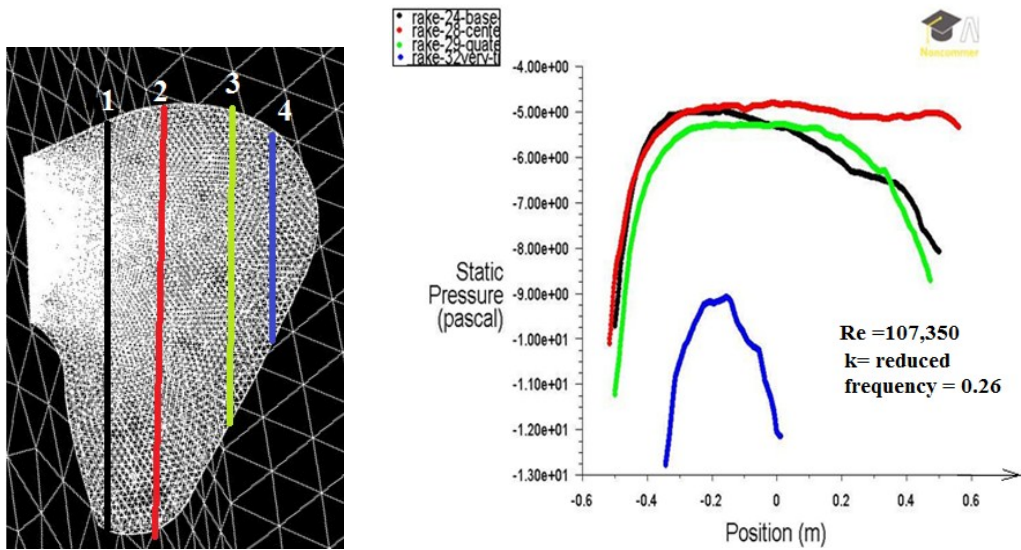 1
2
3
4
rake-24-base
rake-28-cente
rake-29-quate
rake-32very-ti
Noncommer
-4.00e+00
-5.00e+00
-6.00e+00
-7.00e+00
-8.00e+00
-9.00e+00
-1.00e+01
-1.10e+01
-1.20e+01
-1.30e+01
Static
Pressure
(pascal)
Re =107,350
k= reduced
frequency = 0.26
-0.6
-0.4
-0.2
0
0.2
0.4
0.6
Position (m)